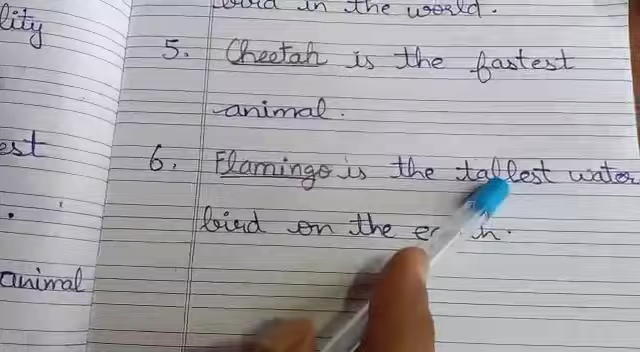 lity
est
.
animal
bird in the world.
5. Cheetah is the fastest
animal.
6. Flamingo is the tallest water
bird on the